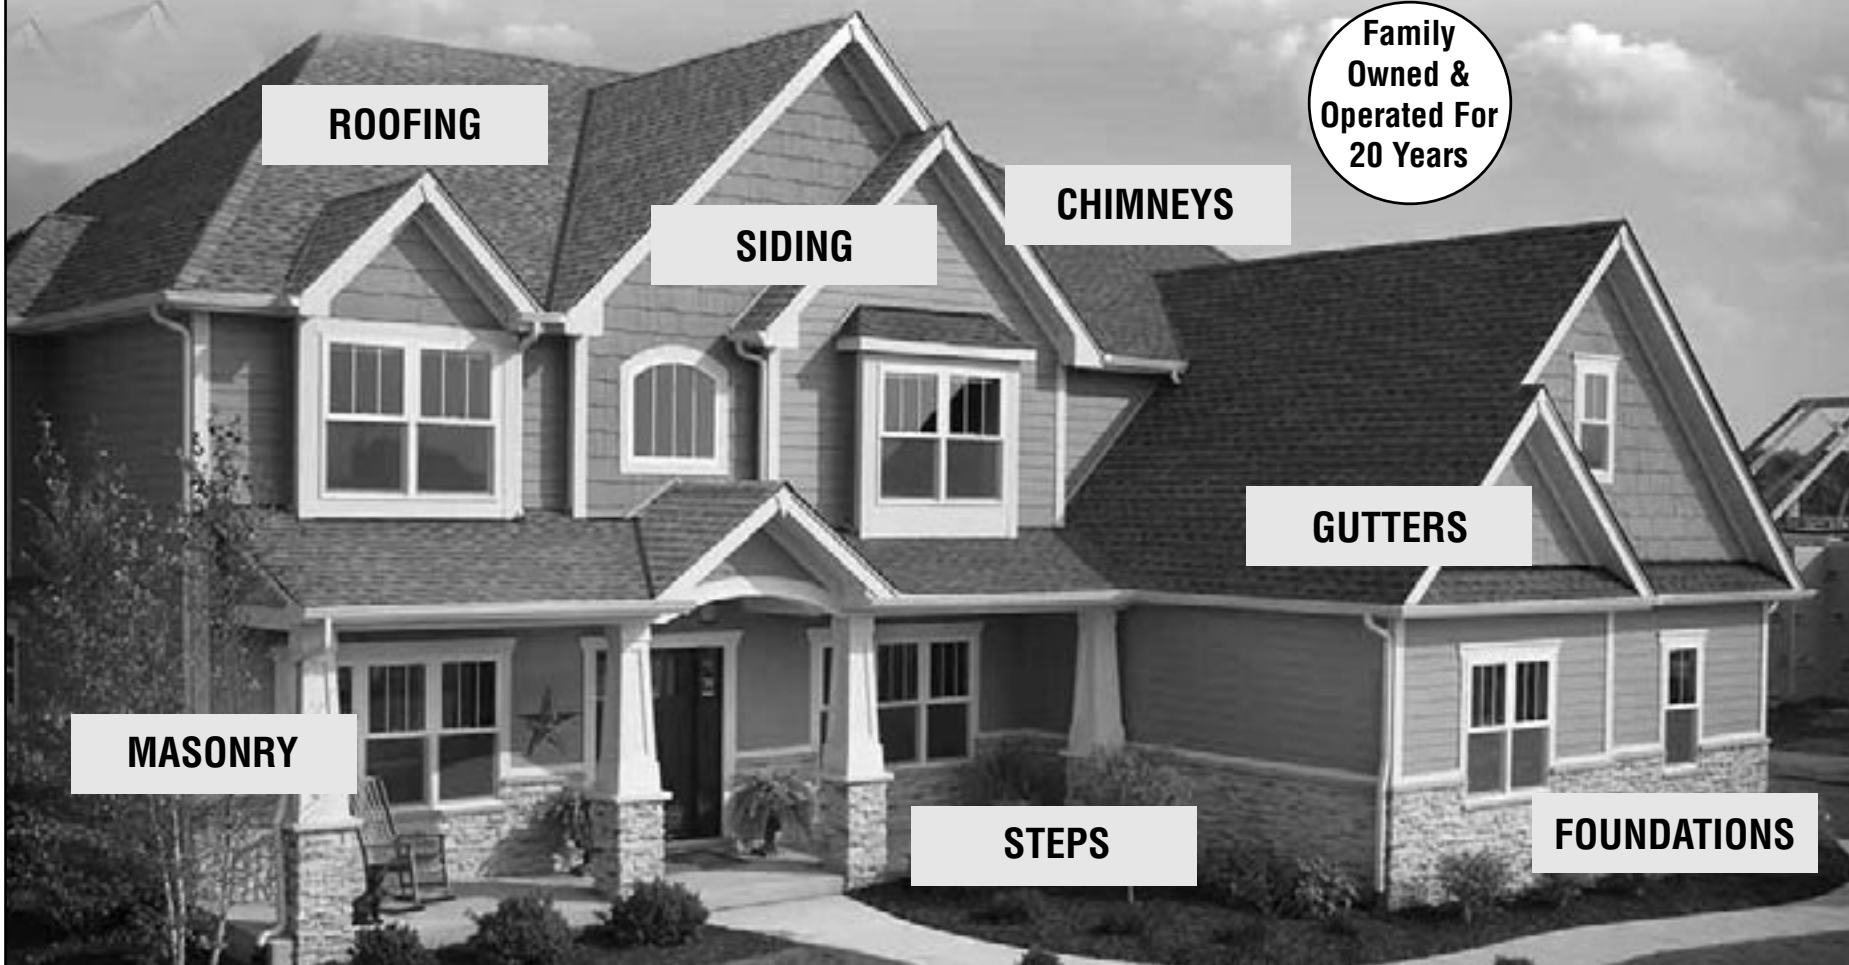 Family
Owned &
Operated For
20 Years
ROOFING
CHIMNEYS
SIDING
GUTTERS
MASONRY
STEPS
FOUNDATIONS